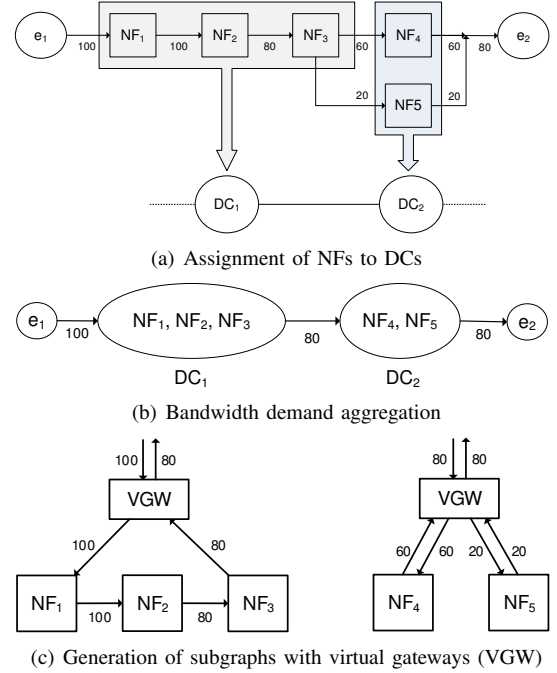 e1 NF1 NF2 NF3 NF4 e2
100 100 80 60 60 80
20 NF5 20
DC1 DC2
(a) Assignment of NFs to DCs
e1 100 NF1, NF2, NF3 80 NF4, NF5 80 e2
DC1 DC2
(b) Bandwidth demand aggregation
100 80 80 80
VGW VGW
100 80 60 60 20 20
NF1 100 NF2 80 NF3 NF4 NF5
(c) Generation of subgraphs with virtual gateways (VGW)